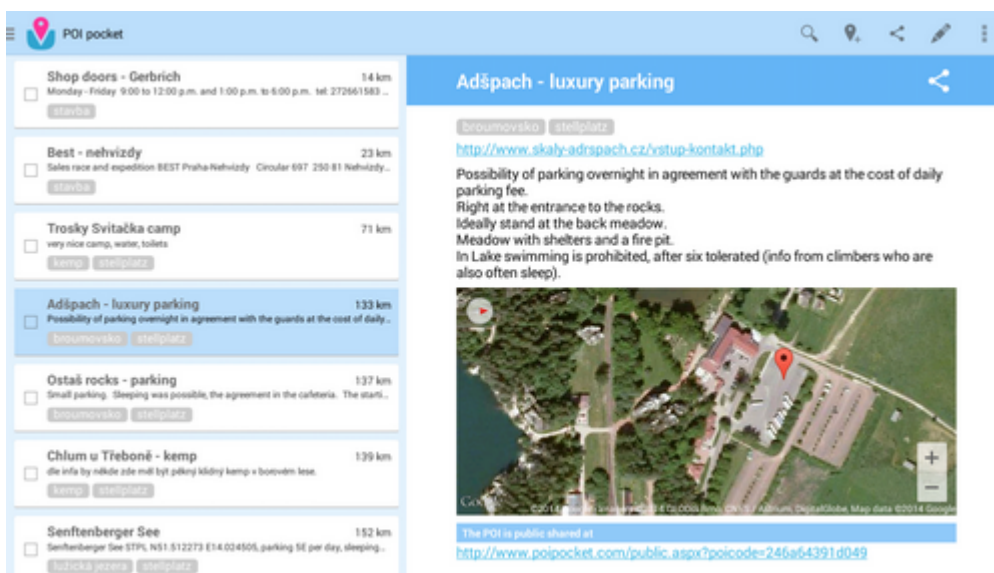 POI pocket
Shop doors - Gerbrich 14 km
Monday - Friday 9:00 to 12:00 p.m. and 1:00 p.m. to 6:00 p.m. tel: 272661583 ...
stavba
Best - nehvizdy 23 km
Sales race and expedition BEST Praha-Nehvizdy Circular 697 250 81 Nehvizdy...
stavba
Trosky Svitačka camp 71 km
very nice camp, water, toilets
kemp stellplatz
Adšpach - luxury parking 133 km
Possibility of parking overnight in agreement with the guards at the cost of daily...
broumovsko stellplatz
Ostaš rocks - parking 137 km
Small parking. Sleeping was possible, the agreement in the cafeteria. The starti...
broumovsko stellplatz
Chlum u Třeboně - kemp 139 km
dle infa by někde zde měl být pěkný klidný kemp v borovém lese.
kemp stellplatz
Senftenberger See 152 km
Senftenberger See STPL N51.512273 E14.024505, parking 5E per day, sleeping...
lužická jezera stellplatz
Adšpach - luxury parking
broumovsko stellplatz
http://www.skaly-adrspach.cz/vstup-kontakt.php
Possibility of parking overnight in agreement with the guards at the cost of daily
parking fee.
Right at the entrance to the rocks.
Ideally stand at the back meadow.
Meadow with shelters and a fire pit.
In Lake swimming is prohibited, after six tolerated (info from climbers who are
also often sleep).
+
−
Google
DigitalGlobe, Map data ©2014 Google
The POI is public shared at
http://www.poipocket.com/public.aspx?poicode=246a64391d049